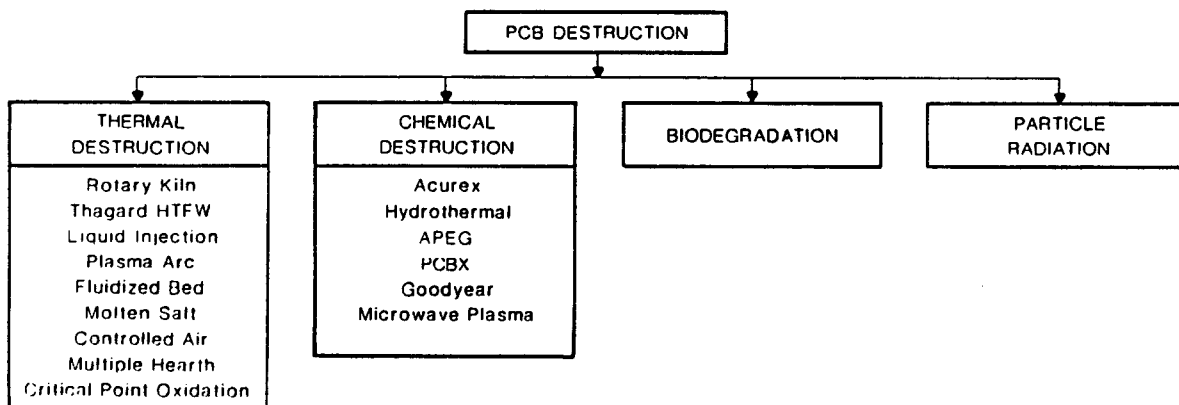 PCB DESTRUCTION
THERMAL
DESTRUCTION
Rotary Kiln
Thagard HTFW
Liquid Injection
Plasma Arc
Fluidized Bed
Molten Salt
Controlled Air
Multiple Hearth
Critical Point Oxidation
CHEMICAL
DESTRUCTION
Acurex
Hydrothermal
APEG
PCBX
Goodyear
Microwave Plasma
BIODEGRADATION
PARTICLE
RADIATION